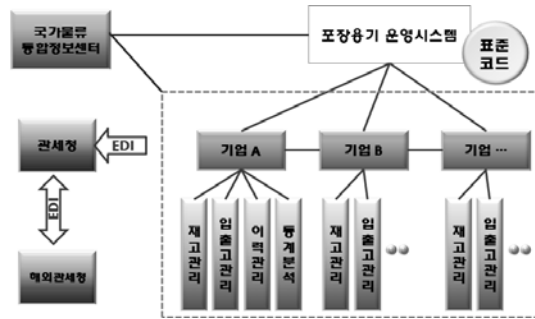 국가물류
통합정보센터
포장용기 운영시스템
표준
코드
관세청
EDI
기업 A
기업 B
기업 ···
EDI
재고관리
입출고관리
이력관리
통계분석
재고관리
입출고관리
재고관리
입출고관리
해외관세청